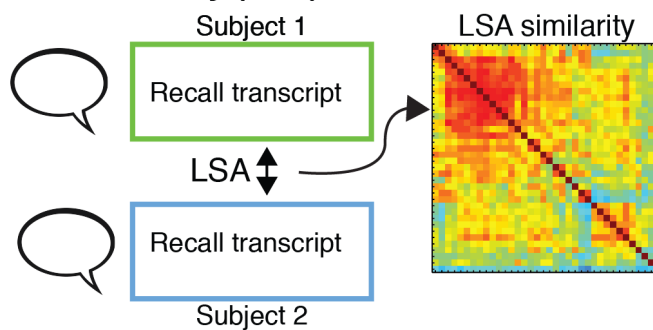 Subject 1
LSA similarity
Recall transcript
LSA
Recall transcript
Subject 2